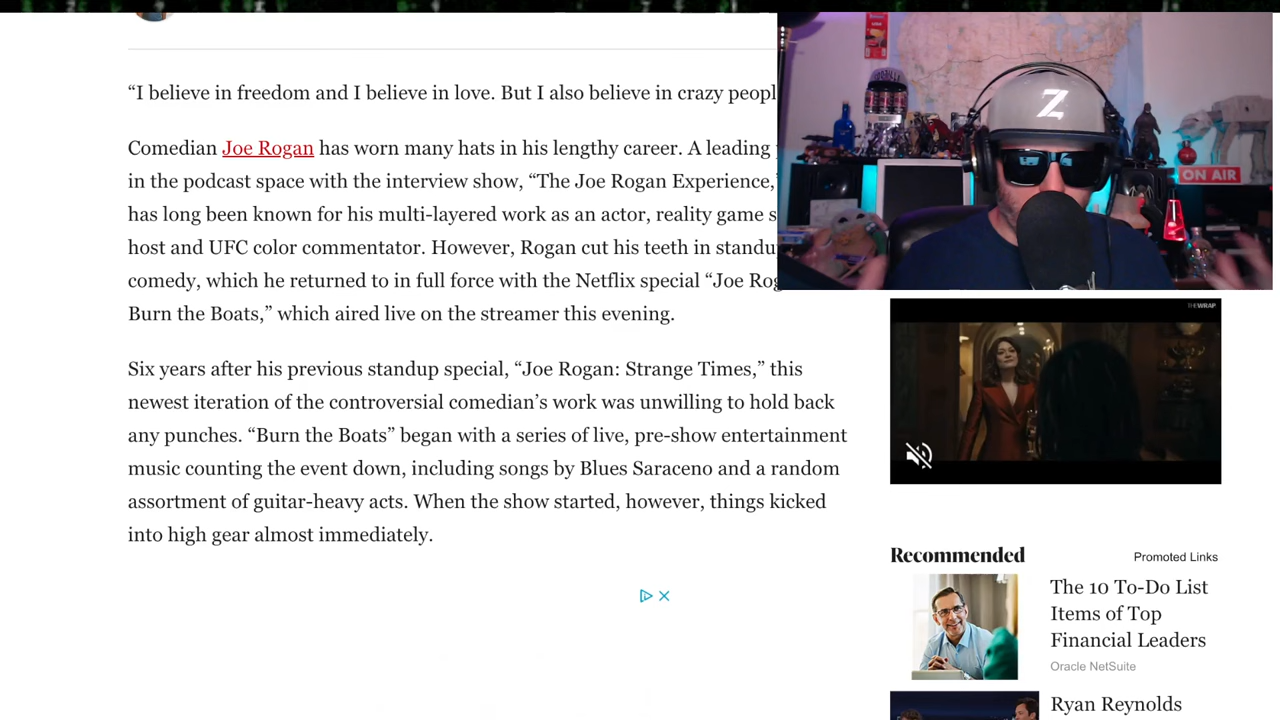 “I believe in freedom and I believe in love. But I also believe in crazy peopl
Comedian Joe Rogan has worn many hats in his lengthy career. A leading
in the podcast space with the interview show, “The Joe Rogan Experience,
has long been known for his multi-layered work as an actor, reality game s
host and UFC color commentator. However, Rogan cut his teeth in standu
comedy, which he returned to in full force with the Netflix special “Joe Rog
Burn the Boats,” which aired live on the streamer this evening.
Six years after his previous standup special, “Joe Rogan: Strange Times,” this
newest iteration of the controversial comedian’s work was unwilling to hold back
any punches. “Burn the Boats” began with a series of live, pre-show entertainment
music counting the event down, including songs by Blues Saraceno and a random
assortment of guitar-heavy acts. When the show started, however, things kicked
into high gear almost immediately.
Z
ON AIR
THEWRAP
Recommended
Promoted Links
The 10 To-Do List
Items of Top
Financial Leaders
Oracle NetSuite
Ryan Reynolds